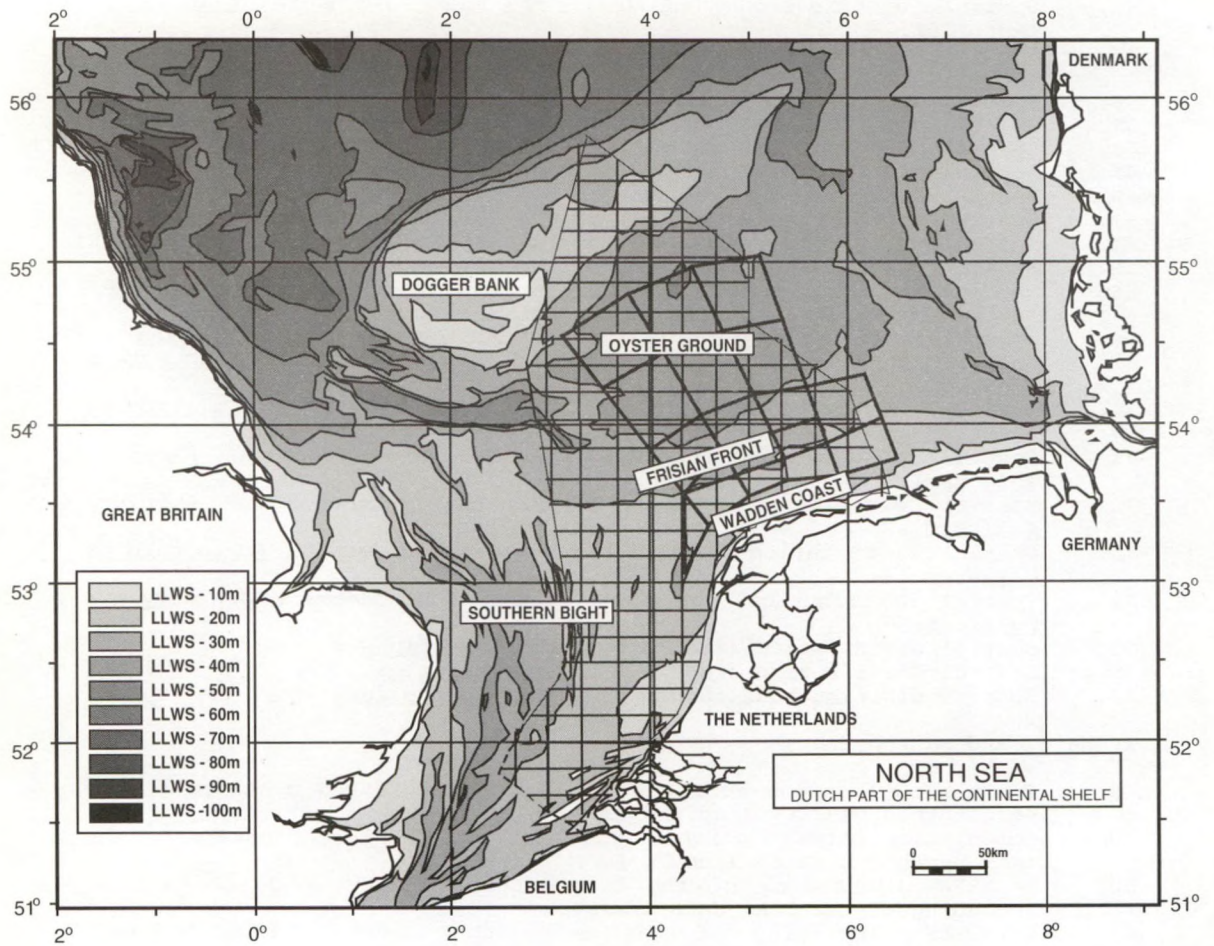 2° 0° 2° 4° 6° 8°
DENMARK
56° 56°
55° 55°
DOGGER BANK
OYSTER GROUND
54° 54°
FRISIAN FRONT
WADDEN COAST
GREAT BRITAIN
GERMANY
53° 53°
SOUTHERN BIGHT
LLWS - 10m
LLWS - 20m
LLWS - 30m
LLWS - 40m
LLWS - 50m
LLWS - 60m
LLWS - 70m
LLWS - 80m
LLWS - 90m
LLWS -100m
THE NETHERLANDS
52° 52°
NORTH SEA
DUTCH PART OF THE CONTINENTAL SHELF
0 50km
BELGIUM
51° 51°
2° 0° 2° 4° 6° 8°